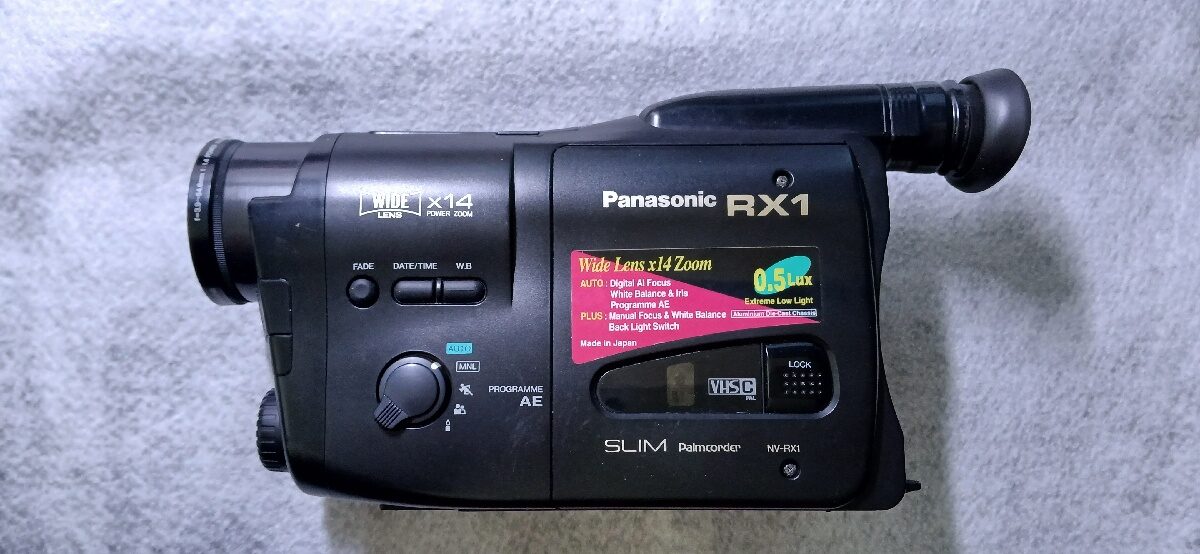 WIDE
LENS
x14
POWER ZOOM
FADE
DATE/TIME
W.B
AUTO
MNL
PROGRAMME
AE
Panasonic RX1
Wide Lens x14 Zoom
AUTO : Digital AI Focus
White Balance & Iris
Programme AE
PLUS : Manual Focus & White Balance
Back Light Switch
Made in Japan
0.5Lux
Extreme Low Light
Aluminium Die-Cast Chassis
LOCK
VHS C
PAL
SLIM Palmcorder NV-RX1